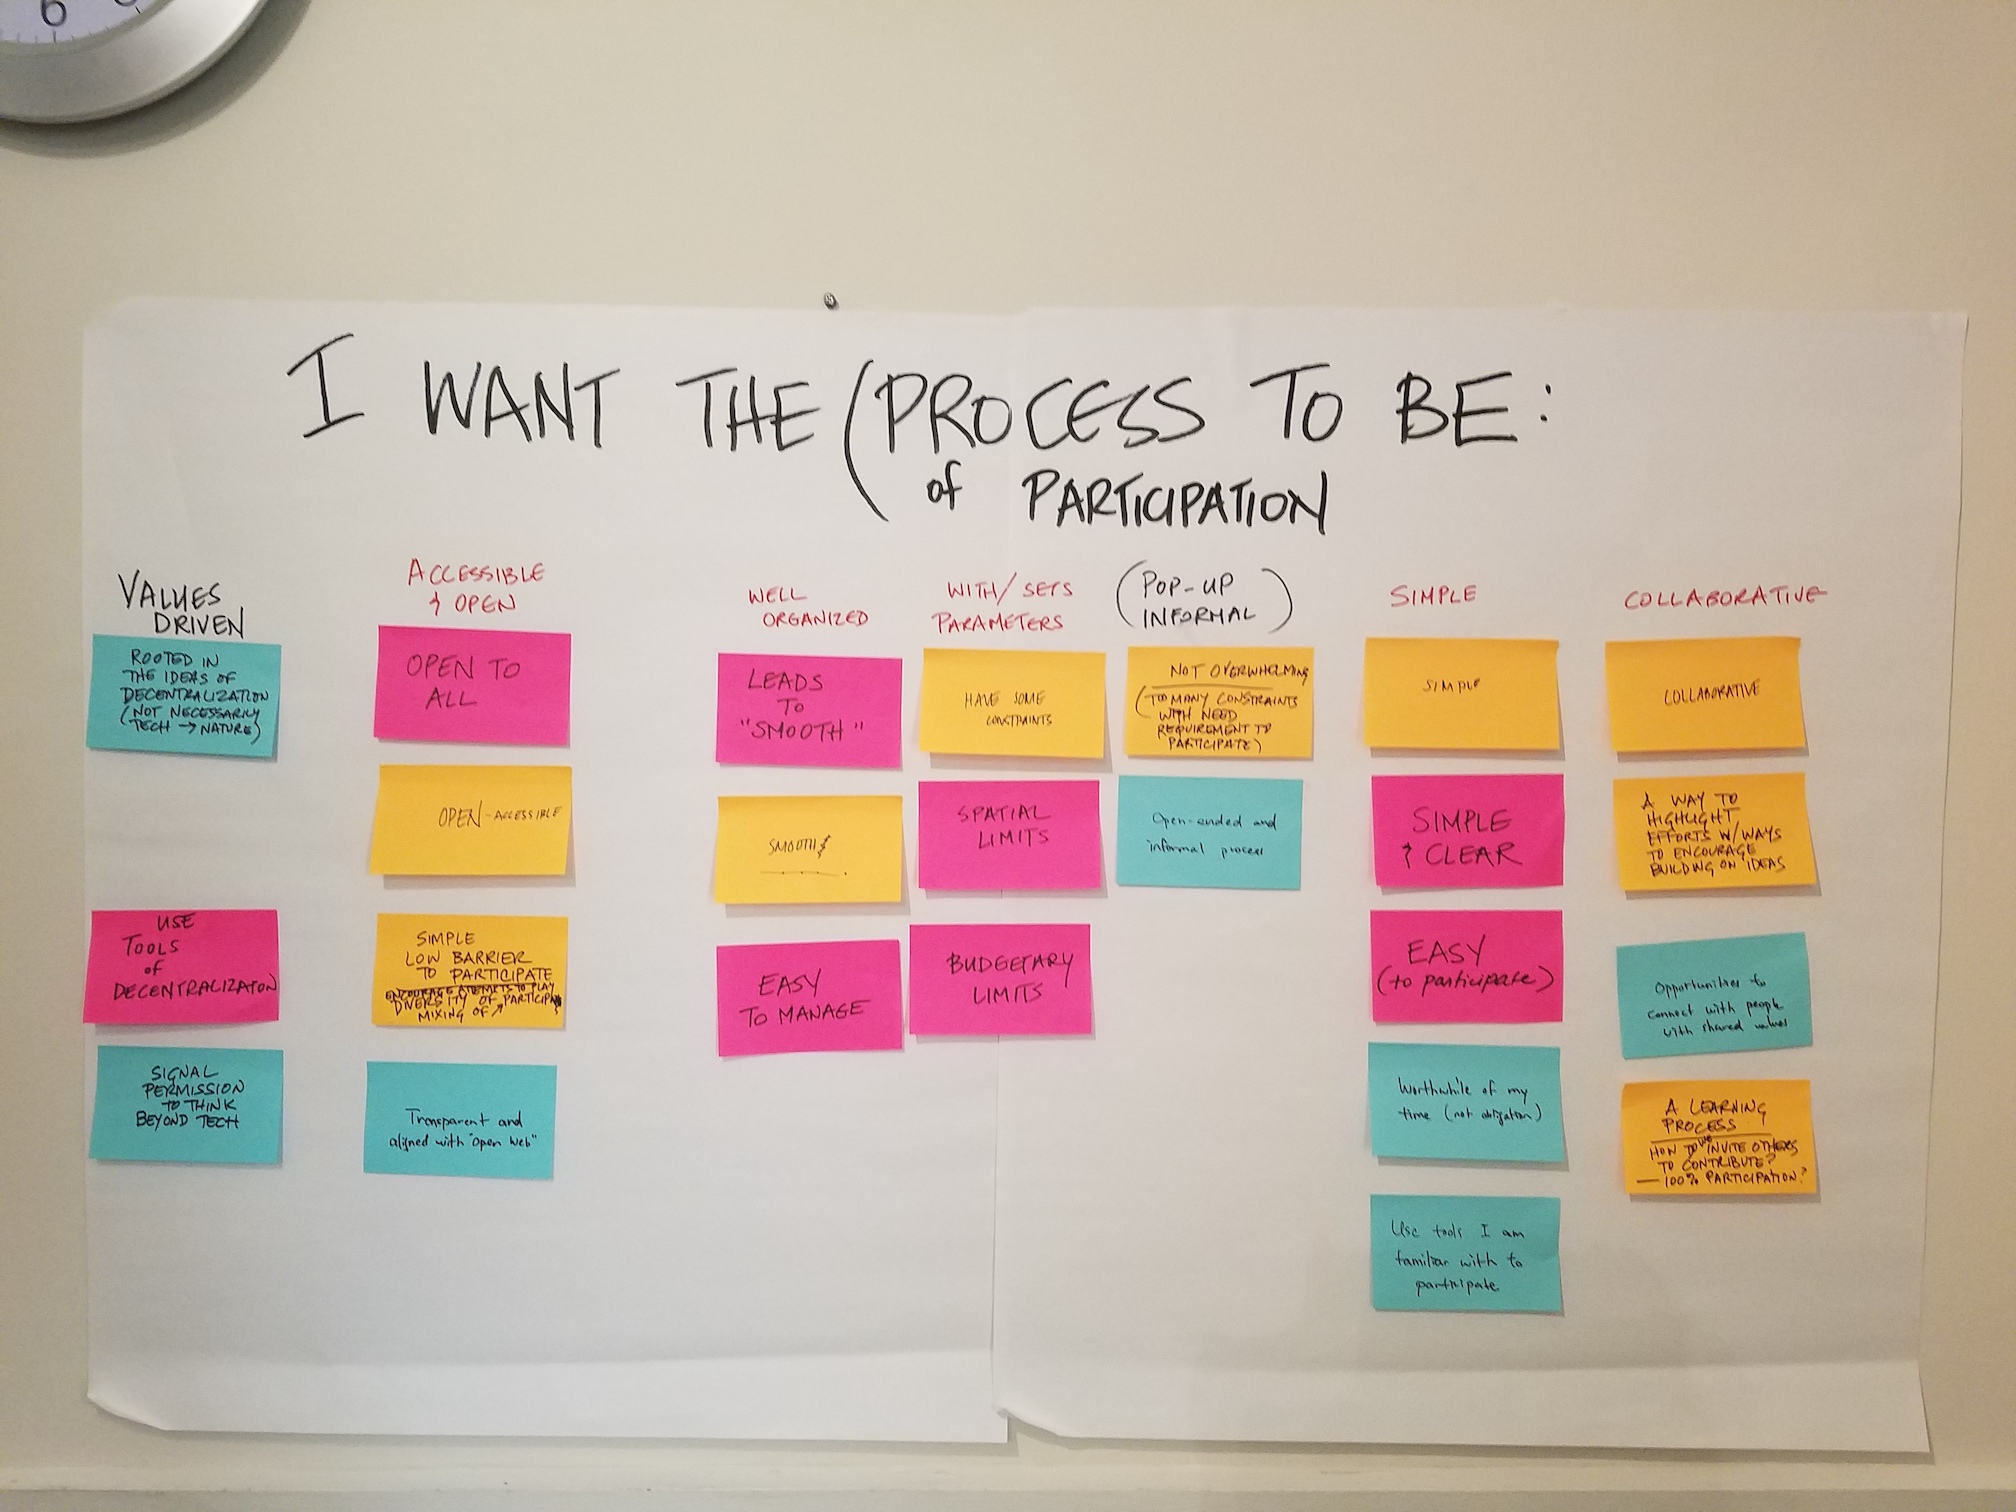 6
I WANT THE (PROCESS TO BE:
of PARTICIPATION
VALUES
DRIVEN
ROOTED IN
THE IDEAS OF
DECENTRALIZATION
(NOT NECESSARILY
TECH → NATURE)
USE
TOOLS
of
DECENTRALIZATON
SIGNAL
PERMISSION
TO THINK
BEYOND TECH
ACCESSIBLE
& OPEN
OPEN TO
ALL
OPEN-ACCESSIBLE
SIMPLE
LOW BARRIER
TO PARTICIPATE
ENCOURAGE TO PLAY
DIVERSITY OF
MIXING OF ↗
Transparent and
aligned with "open web"
WELL
ORGANIZED
LEADS
TO
"SMOOTH"
SMOOTH
EASY
TO MANAGE
WITH/SETS
PARAMETERS
HAVE SOME
CONSTRAINTS
SPATIAL
LIMITS
BUDGETARY
LIMITS
(POP-UP
INFORMAL)
NOT OVERWHELMING
(TO MANY CONSTRAINTS
WITH NEED
REQUIREMENT TO
PARTICIPATE)
Open-ended and
informal process
SIMPLE
SIMPLE
SIMPLE
& CLEAR
EASY
(to participate)
Worthwhile of my
time (not obligation)
Use tools I am
familiar with to
participate
COLLABORATIVE
COLLABORATIVE
A WAY TO
HIGHLIGHT
EFFORTS W/WAYS
TO ENCOURAGE
BUILDING ON IDEAS
Opportunities to
connect with people
with shared values
A LEARNING
PROCESS
HOW TO INVITE OTHERS
TO CONTRIBUTE?
— 100% PARTICIPATION?